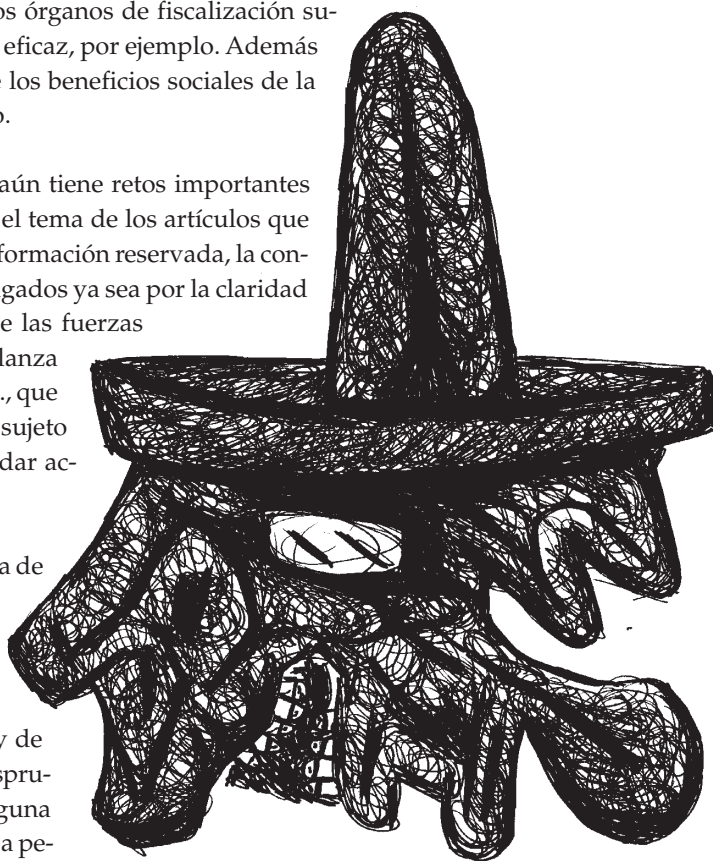 os órganos de fiscalización su-
eficaz, por ejemplo. Además
e los beneficios sociales de la
o.
aún tiene retos importantes
el tema de los artículos que
formación reservada, la con-
gados ya sea por la claridad
e las fuerzas
lanza
., que
sujeto
dar ac-
a de
y de
spru-
guna
a pe-